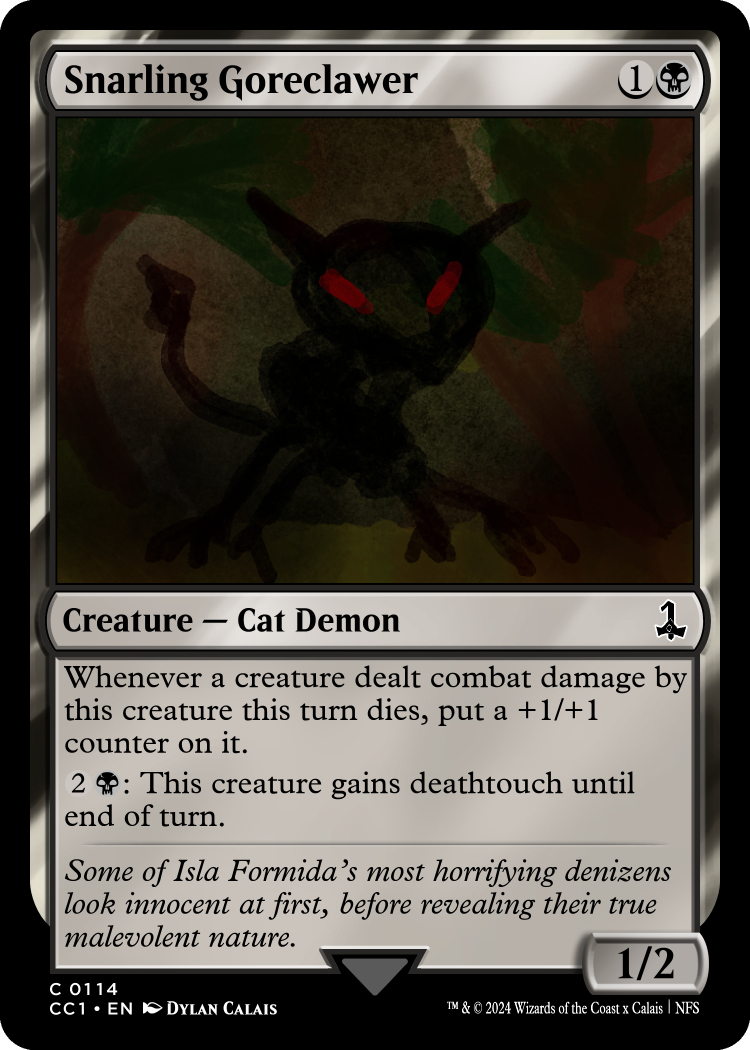 Snarling Goreclawer 1
Creature — Cat Demon
Whenever a creature dealt combat damage by
this creature this turn dies, put a +1/+1
counter on it.
2 : This creature gains deathtouch until
end of turn.
Some of Isla Formida's most horrifying denizens
look innocent at first, before revealing their true
malevolent nature.
1/2
C 0114
CC1 • EN Dylan Calais
™ & © 2024 Wizards of the Coast x Calais | NFS